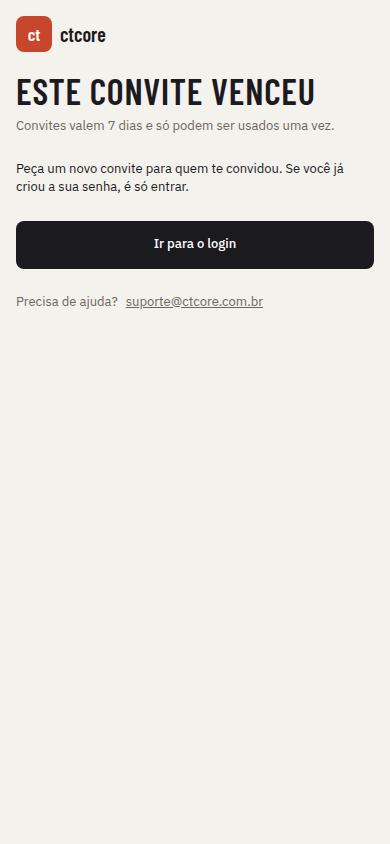 ct ctcore
ESTE CONVITE VENCEU
Convites valem 7 dias e só podem ser usados uma vez.
Peça um novo convite para quem te convidou. Se você já
criou a sua senha, é só entrar.
Ir para o login
Precisa de ajuda? suporte@ctcore.com.br